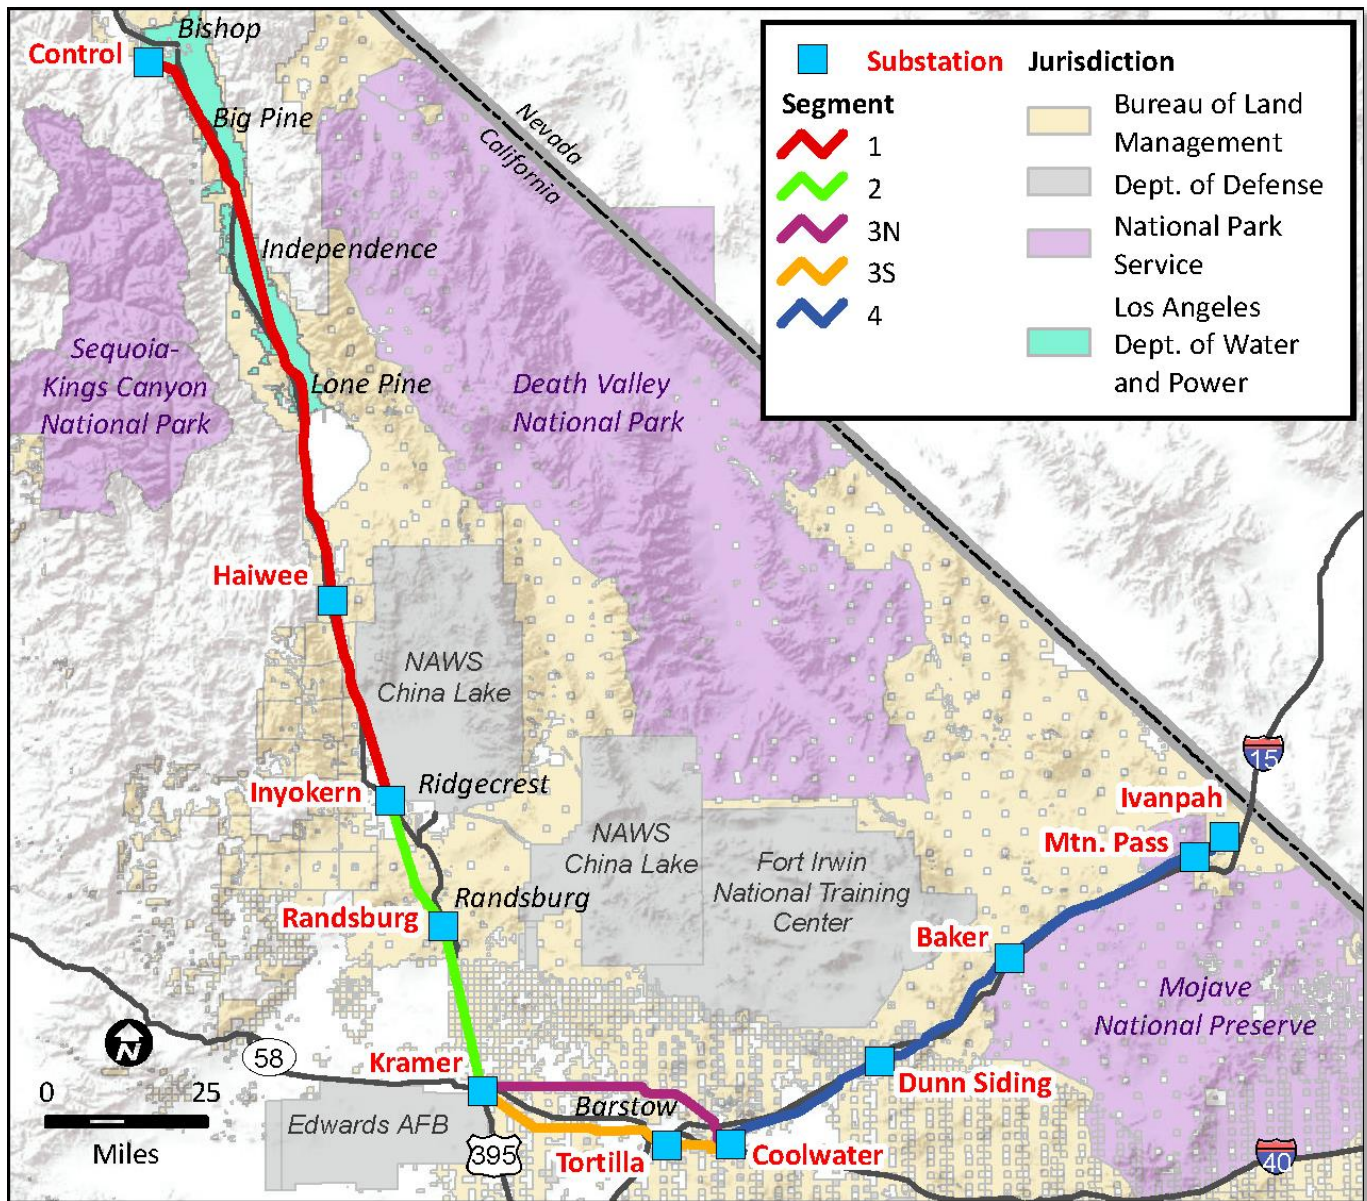 Bishop
Control
Big Pine
Nevada
California
Independence
Sequoia-
Kings Canyon
National Park
Lone Pine
Death Valley
National Park
Substation
Jurisdiction
Segment
1
2
3N
3S
4
Bureau of Land
Management
Dept. of Defense
National Park
Service
Los Angeles
Dept. of Water
and Power
Haiwee
NAWS
China Lake
Inyokern
Ridgecrest
15
Ivanpah
Mtn. Pass
NAWS
China Lake
Fort Irwin
National Training
Center
Randsburg
Randsburg
Baker
Mojave
National Preserve
N
58
Kramer
0 25
Miles
Edwards AFB
395
Barstow
Tortilla
Coolwater
Dunn Siding
40